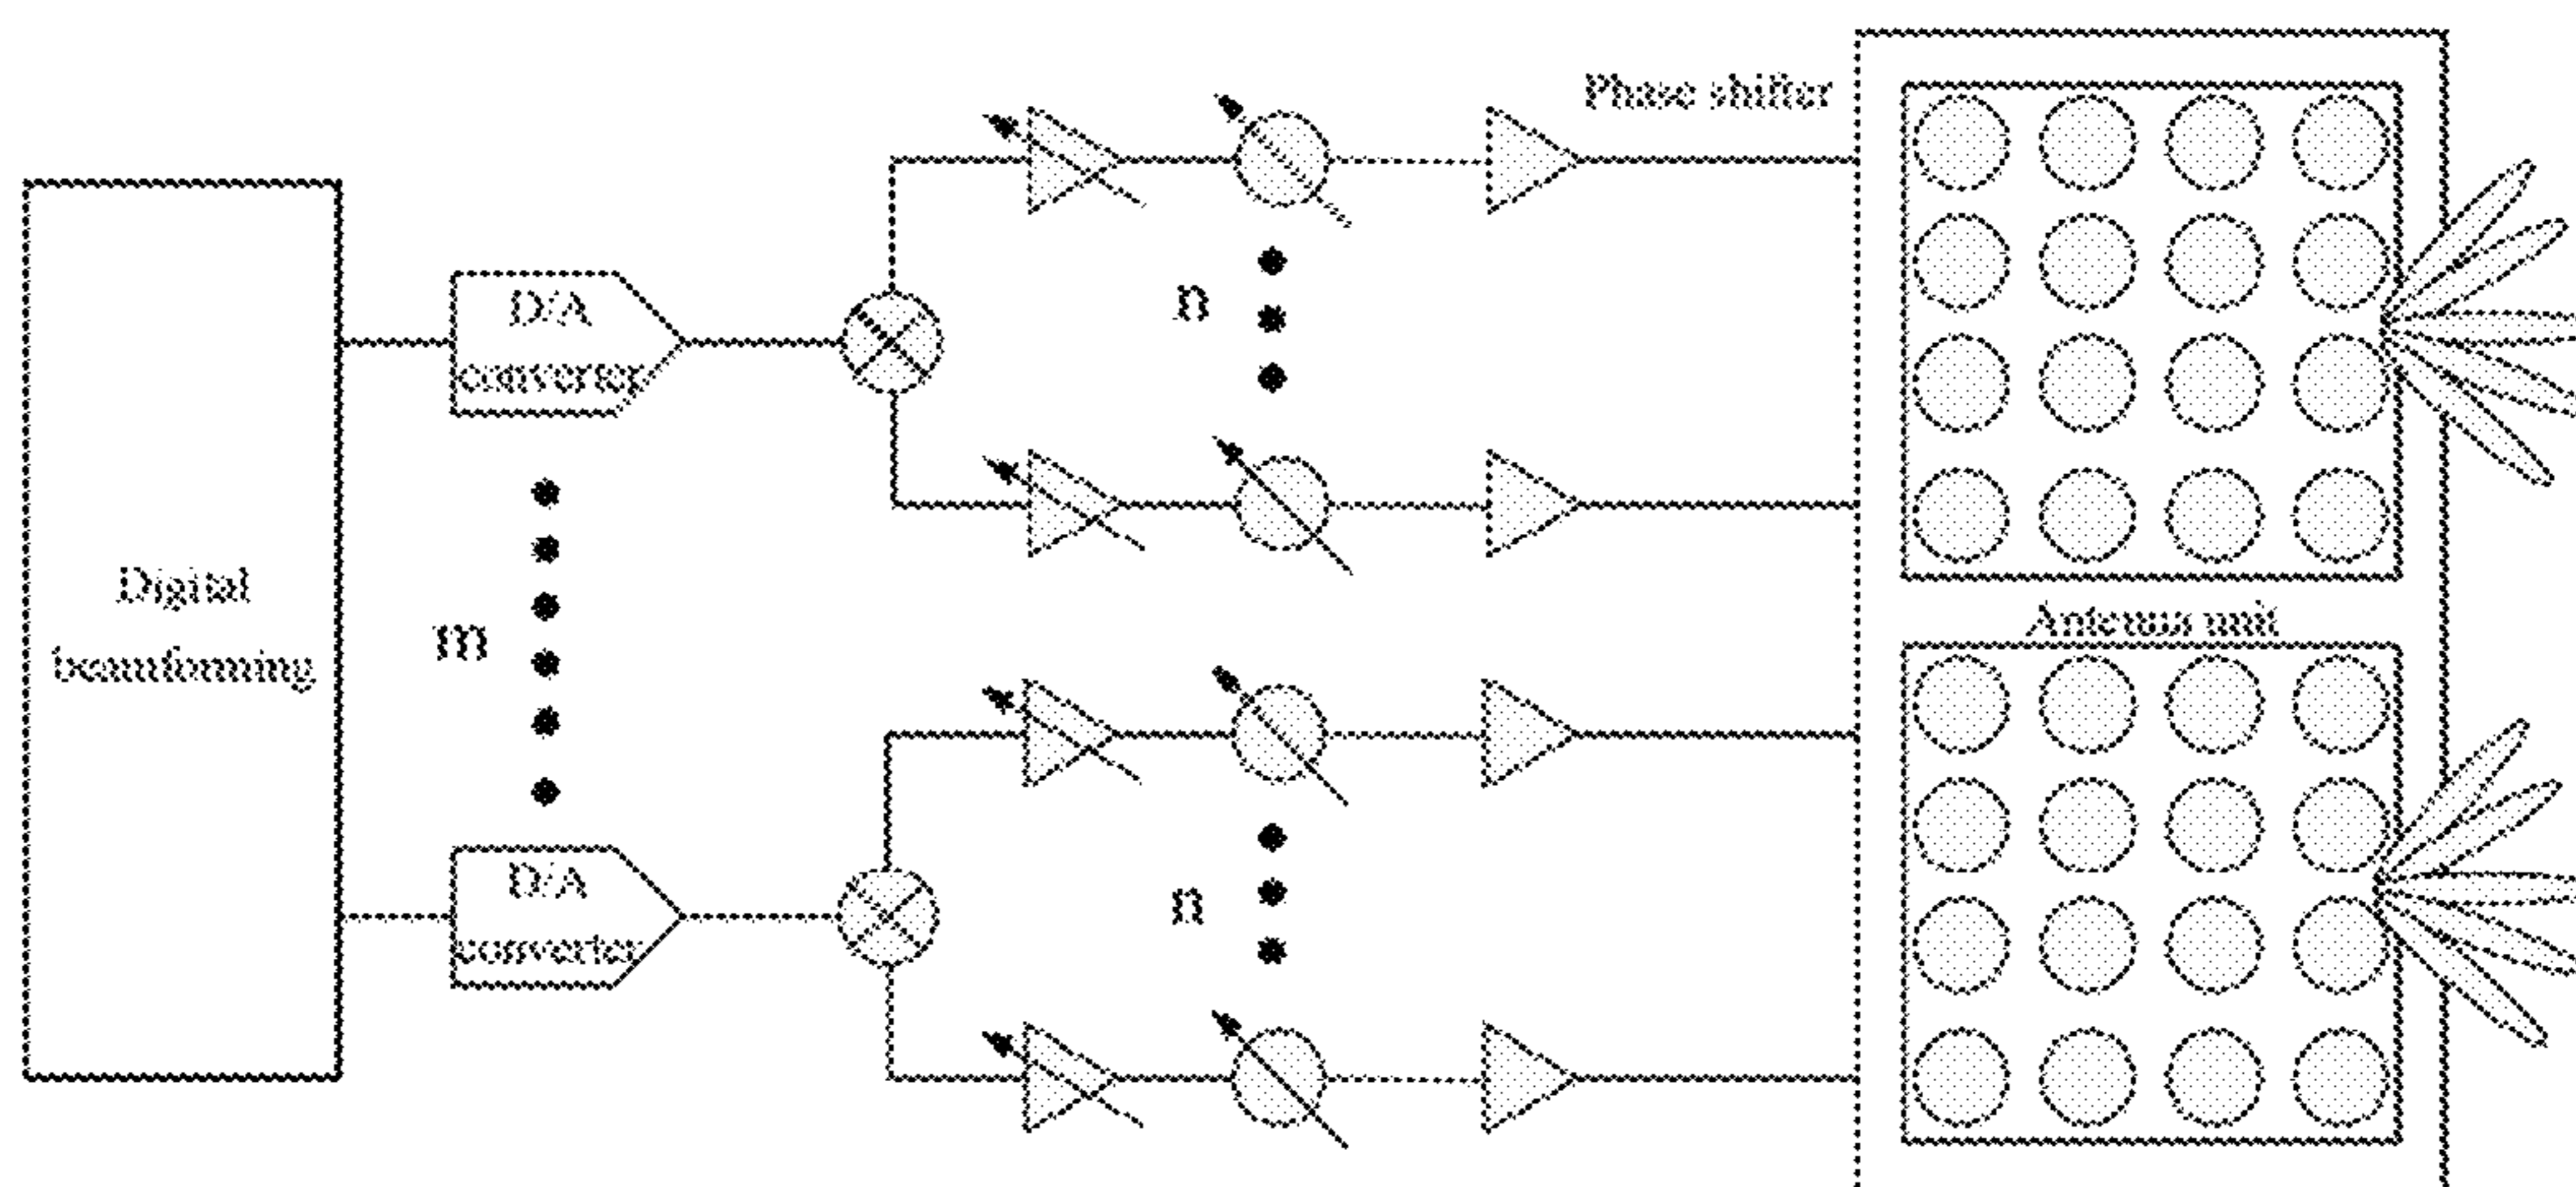 Phase shifter
D/A
converter
n
Digital
beamforming
m
Antenna unit
D/A
converter
n